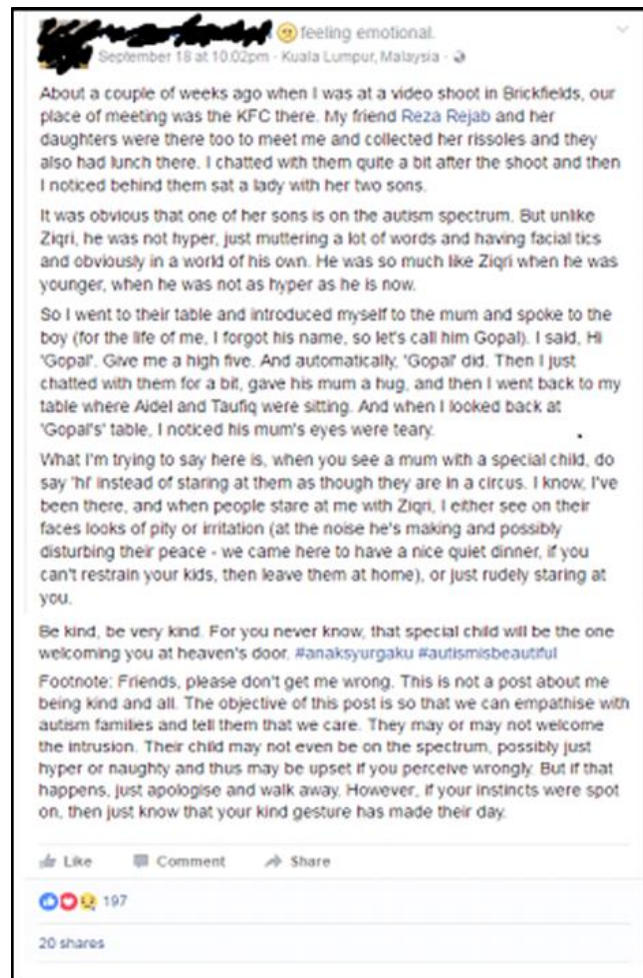 feeling emotional.
September 18 at 10:02pm · Kuala Lumpur, Malaysia ·
About a couple of weeks ago when I was at a video shoot in Brickfields, our
place of meeting was the KFC there. My friend Reza Rejab and her
daughters were there too to meet me and collected her rissoles and they
also had lunch there. I chatted with them quite a bit after the shoot and then
I noticed behind them sat a lady with her two sons.
It was obvious that one of her sons is on the autism spectrum. But unlike
Ziqri, he was not hyper, just muttering a lot of words and having facial tics
and obviously in a world of his own. He was so much like Ziqri when he was
younger, when he was not as hyper as he is now.
So I went to their table and introduced myself to the mum and spoke to the
boy (for the life of me, I forgot his name, so let's call him Gopal). I said, Hi
'Gopal'. Give me a high five. And automatically, 'Gopal' did. Then I just
chatted with them for a bit, gave his mum a hug, and then I went back to my
table where Aidel and Taufiq were sitting. And when I looked back at
'Gopal's' table, I noticed his mum's eyes were teary.
What I'm trying to say here is, when you see a mum with a special child, do
say 'hi' instead of staring at them as though they are in a circus. I know, I've
been there, and when people stare at me with Ziqri, I either see on their
faces looks of pity or irritation (at the noise he's making and possibly
disturbing their peace - we came here to have a nice quiet dinner, if you
can't restrain your kids, then leave them at home), or just rudely staring at
you.
Be kind, be very kind. For you never know, that special child will be the one
welcoming you at heaven's door. #anaksyurgaku #autismisbeautiful
Footnote: Friends, please don't get me wrong. This is not a post about me
being kind and all. The objective of this post is so that we can empathise with
autism families and tell them that we care. They may or may not welcome
the intrusion. Their child may not even be on the spectrum, possibly just
hyper or naughty and thus may be upset if you perceive wrongly. But if that
happens, just apologise and walk away. However, if your instincts were spot
on, then just know that your kind gesture has made their day.
Like Comment Share
197
20 shares